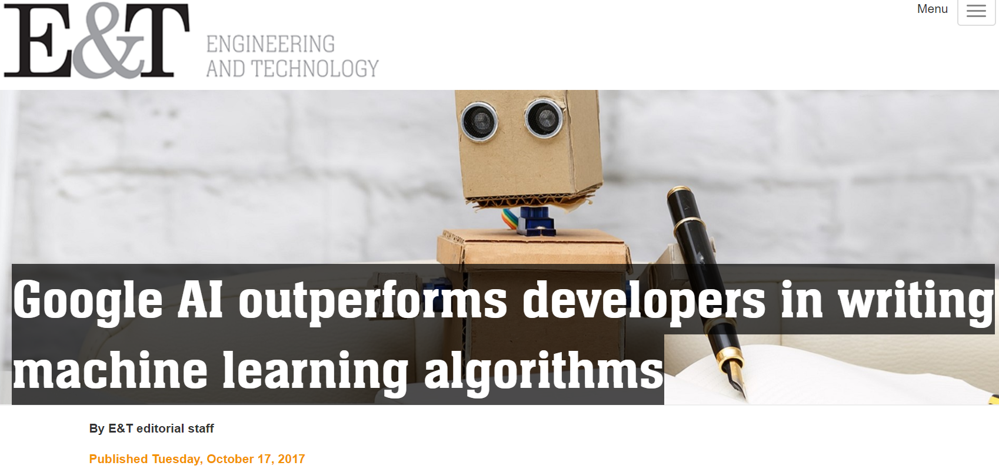 Menu
E&T
ENGINEERING
AND TECHNOLOGY
Google AI outperforms developers in writing
machine learning algorithms
By E&T editorial staff
Published Tuesday, October 17, 2017